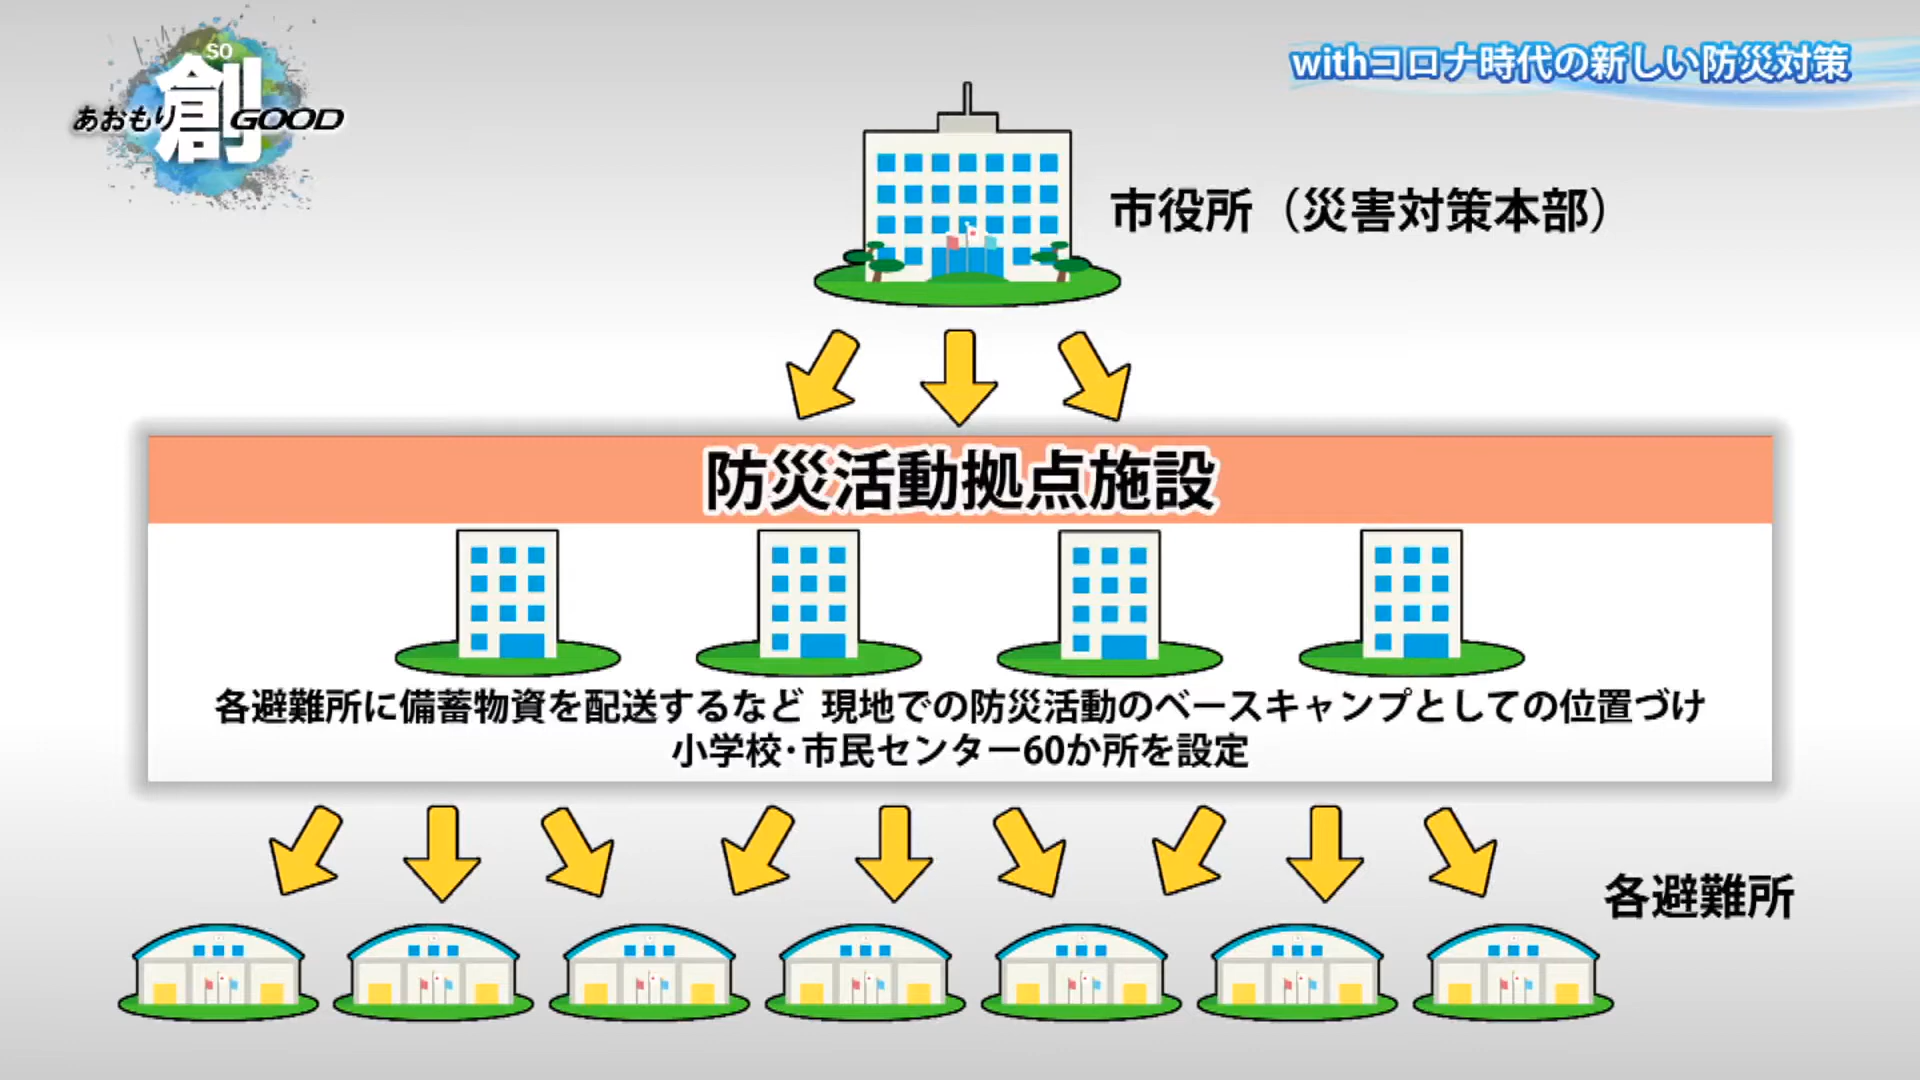 SO
あおもり創GOOD
withコロナ時代の新しい防災対策
市役所（災害対策本部）
防災活動拠点施設
各避難所に備蓄物資を配送するなど 現地での防災活動のベースキャンプとしての位置づけ
小学校･市民センター60か所を設定
各避難所